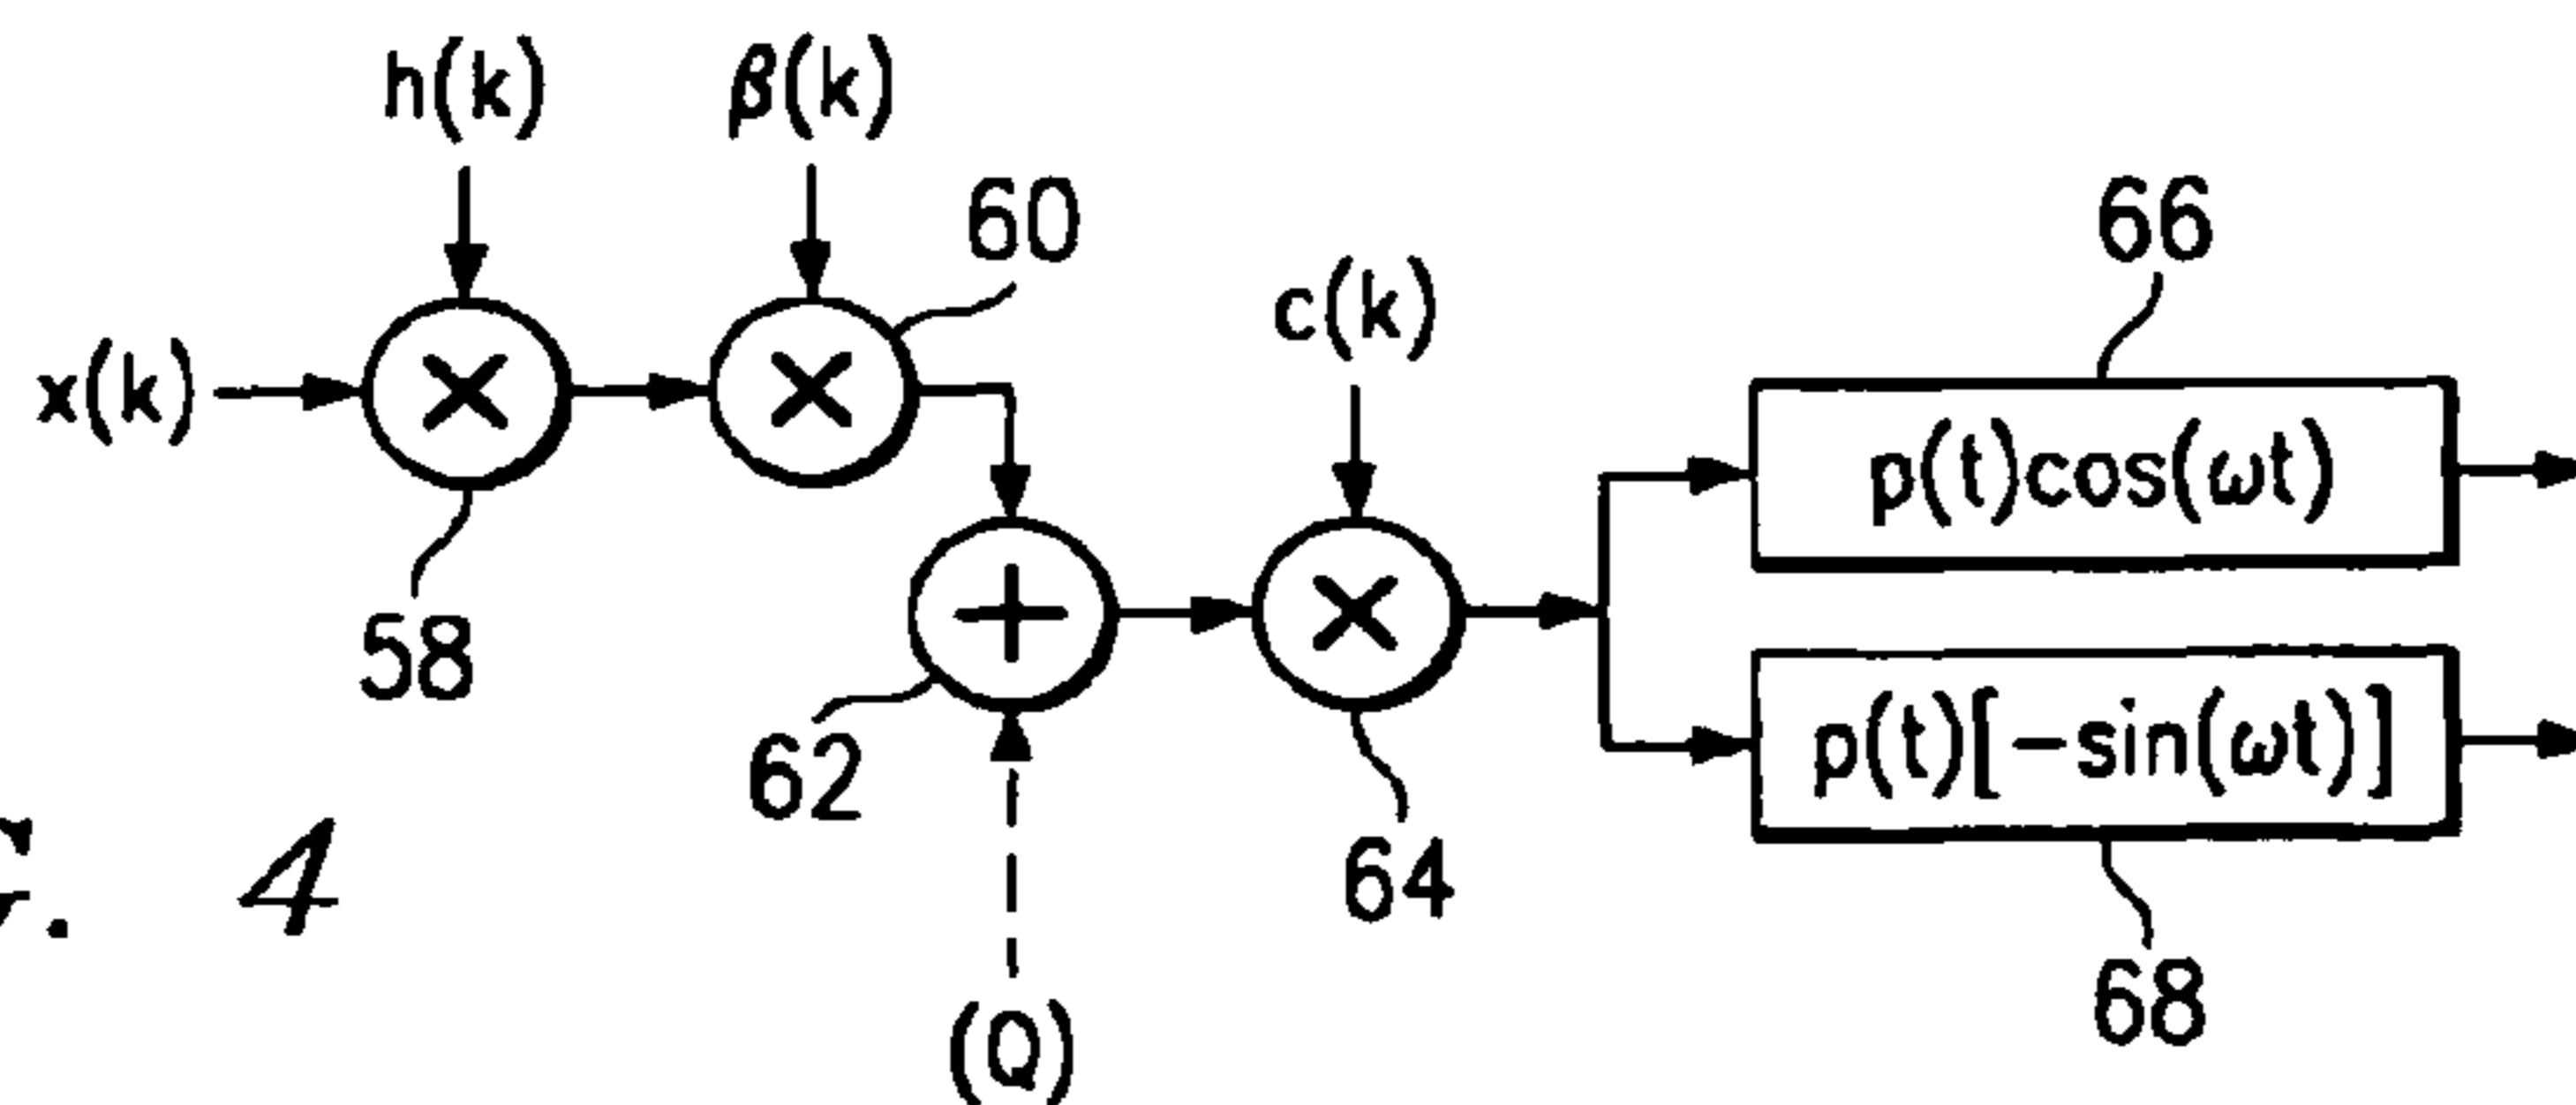 h(k)
β(k)
60
66
c(k)
x(k)
p(t)cos(ωt)
58
62
p(t)[-sin(ωt)]
64
4
68
(Q)